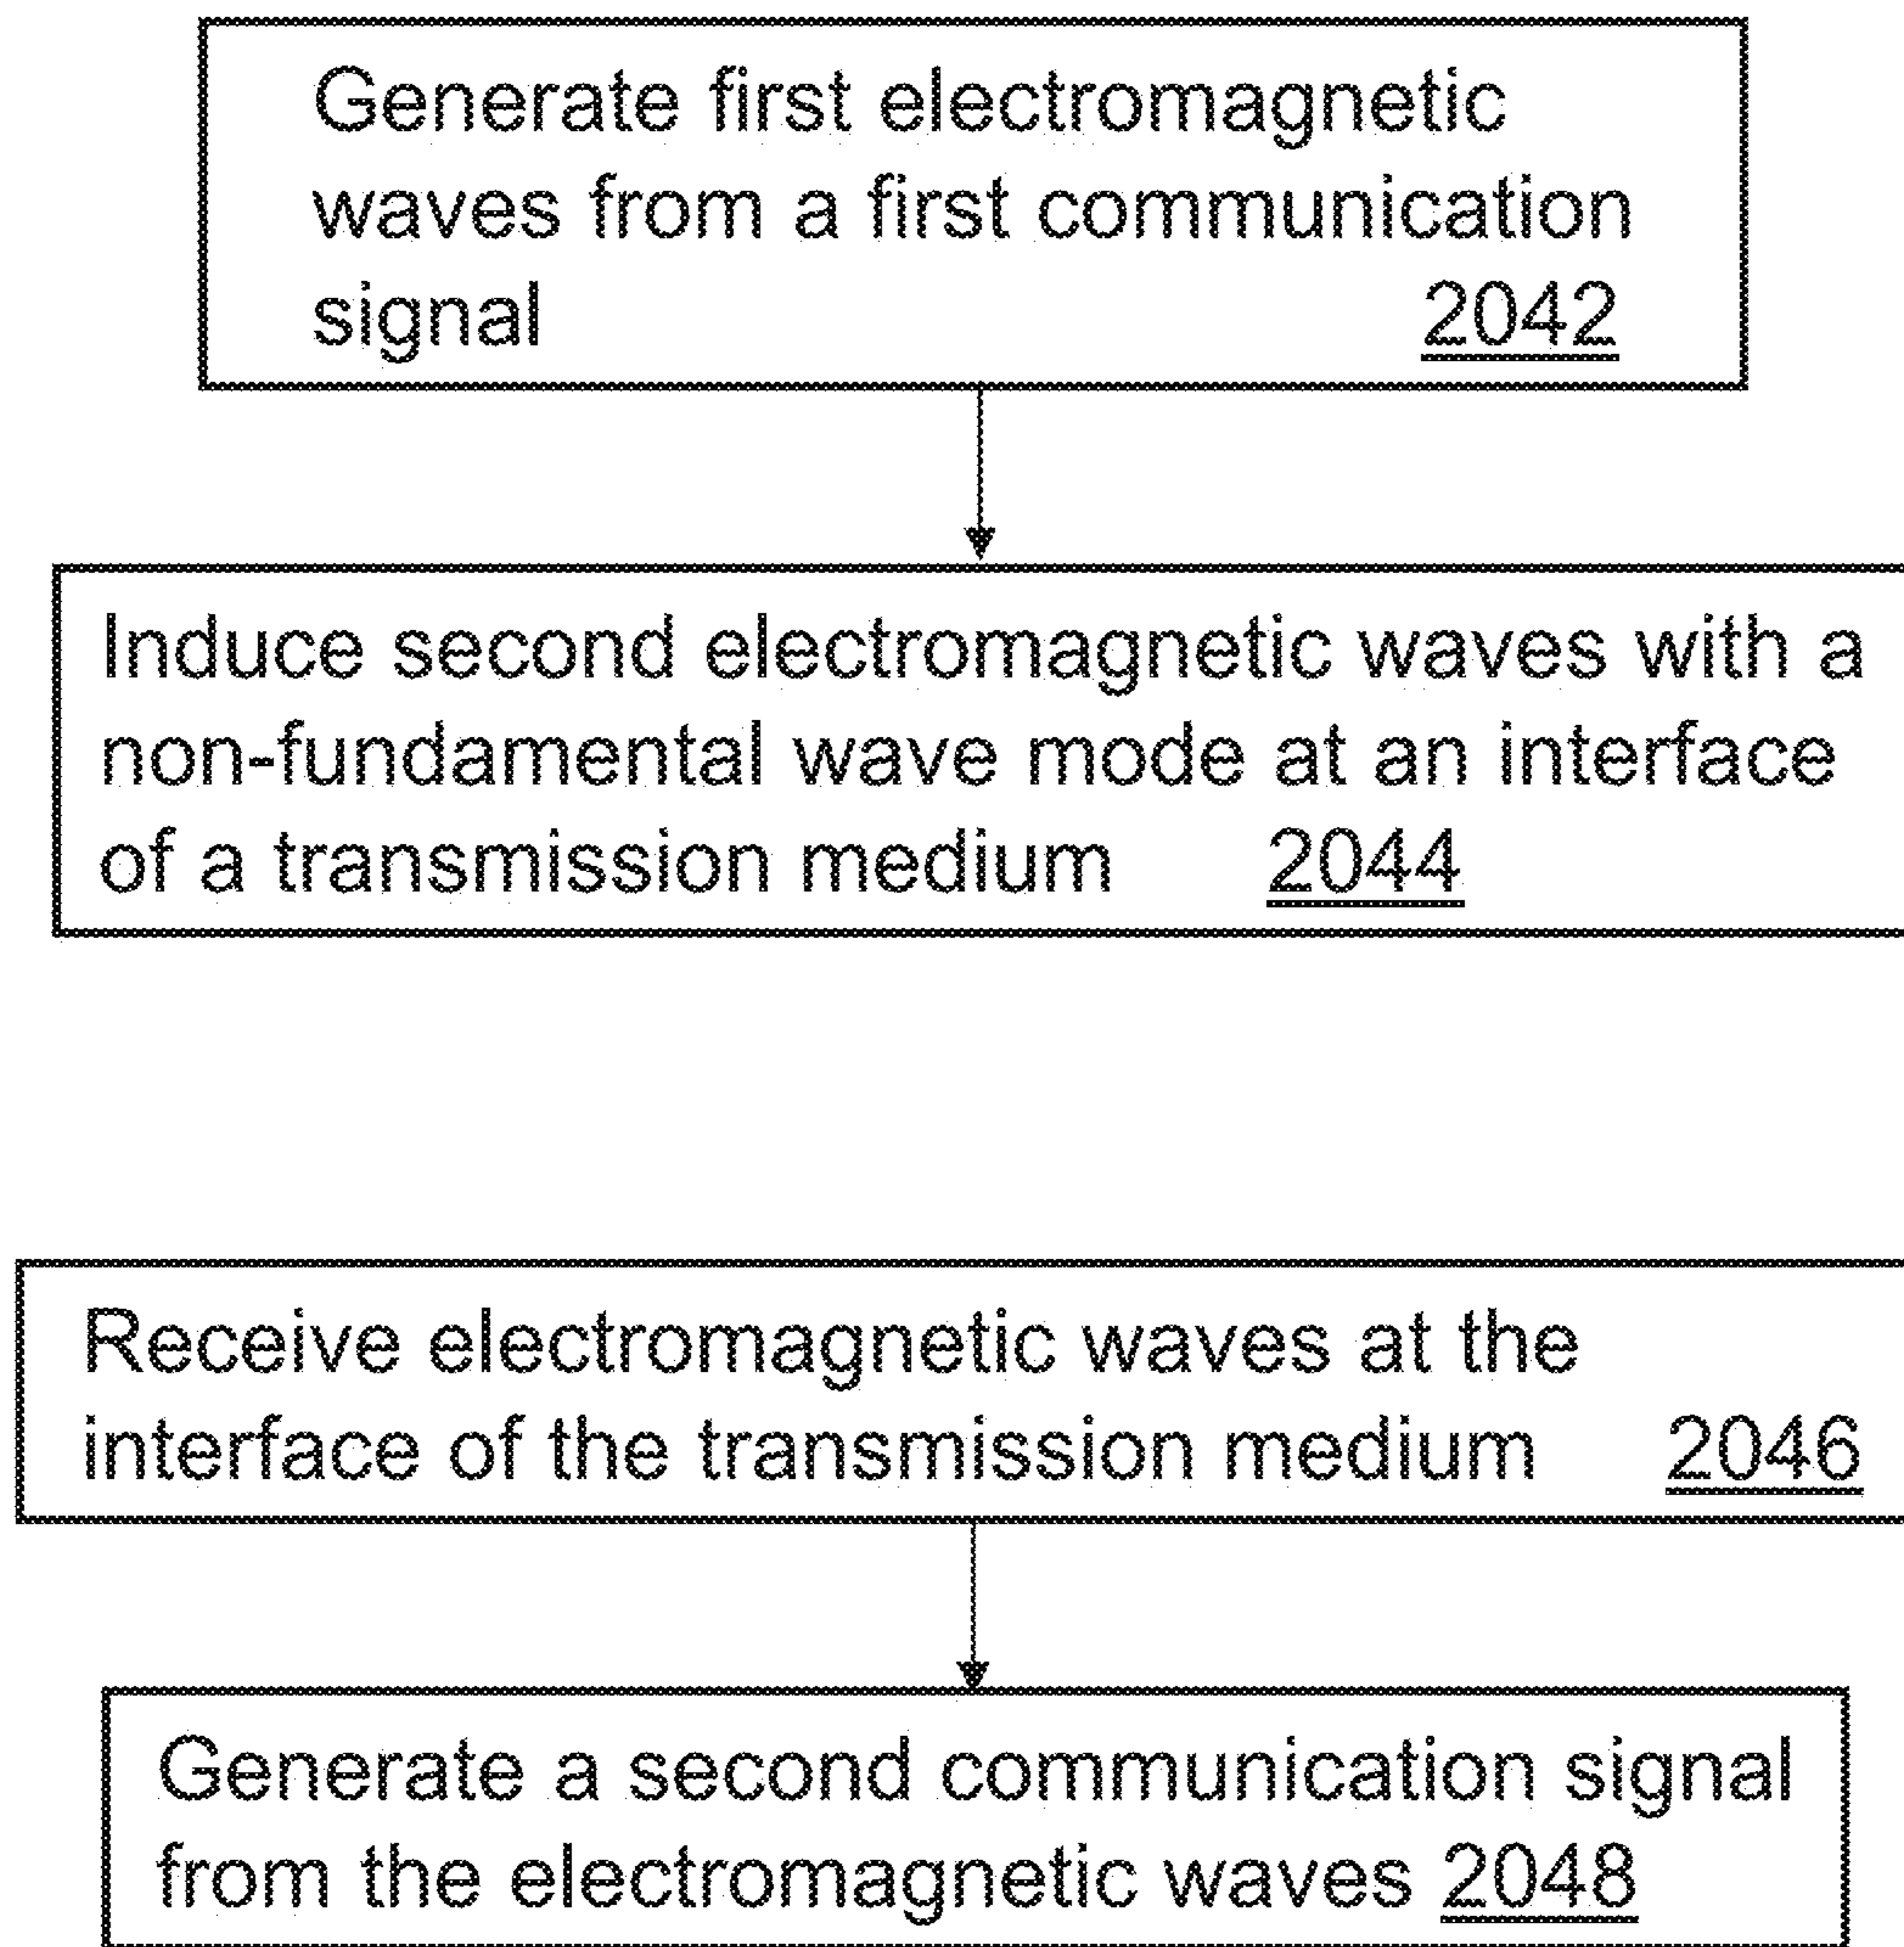 Generate first electromagnetic
waves from a first communication
signal 2042
Induce second electromagnetic waves with a
non-fundamental wave mode at an interface
of a transmission medium 2044
Receive electromagnetic waves at the
interface of the transmission medium 2046
Generate a second communication signal
from the electromagnetic waves 2048